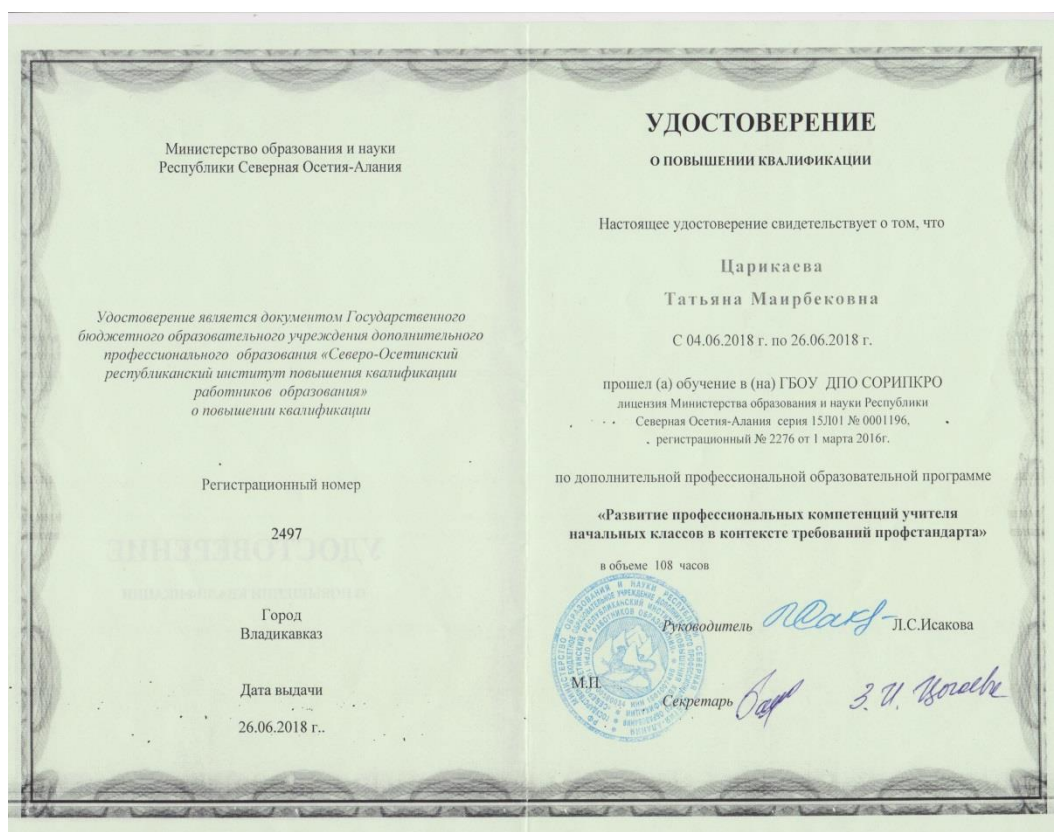 Министерство образования и науки
Республики Северная Осетия-Алания
Удостоверение является документом Государственного
бюджетного образовательного учреждения дополнительного
профессионального образования «Северо-Осетинский
республиканский институт повышения квалификации
работников образования»
о повышении квалификации
Регистрационный номер
2497
Город
Владикавказ
Дата выдачи
26.06.2018 г..
УДОСТОВЕРЕНИЕ
О ПОВЫШЕНИИ КВАЛИФИКАЦИИ
Настоящее удостоверение свидетельствует о том, что
Царикаева
Татьяна Маирбековна
С 04.06.2018 г. по 26.06.2018 г.
прошел (а) обучение в (на) ГБОУ ДПО СОРИПКРО
лицензия Министерства образования и науки Республики
Северная Осетия-Алания серия 15Л01 № 0001196,
регистрационный № 2276 от 1 марта 2016г.
по дополнительной профессиональной образовательной программе
«Развитие профессиональных компетенций учителя
начальных классов в контексте требований профстандарта»
в объеме 108 часов
Руководитель Л.С.Исакова
М.П.
Секретарь З. И.